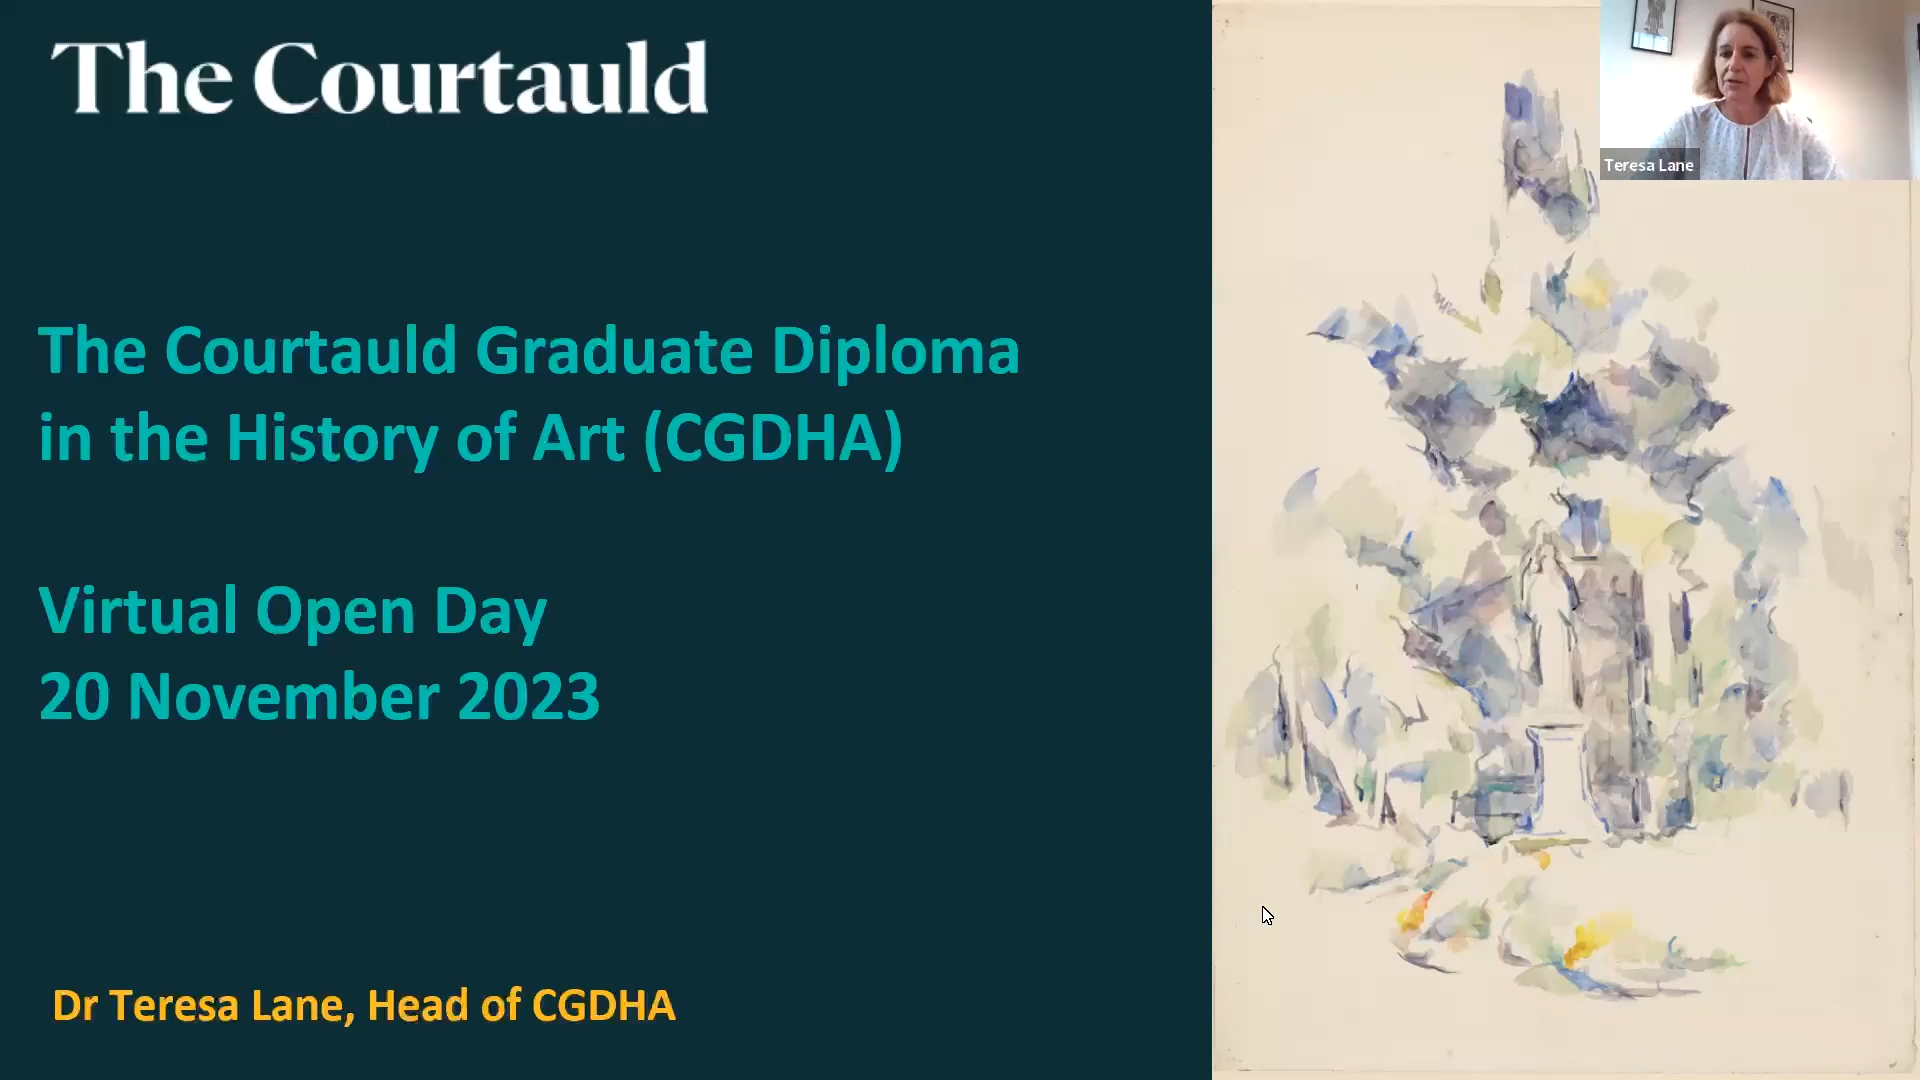 The Courtauld
Teresa Lane
The Courtauld Graduate Diploma
in the History of Art (CGDHA)
Virtual Open Day
20 November 2023
Dr Teresa Lane, Head of CGDHA